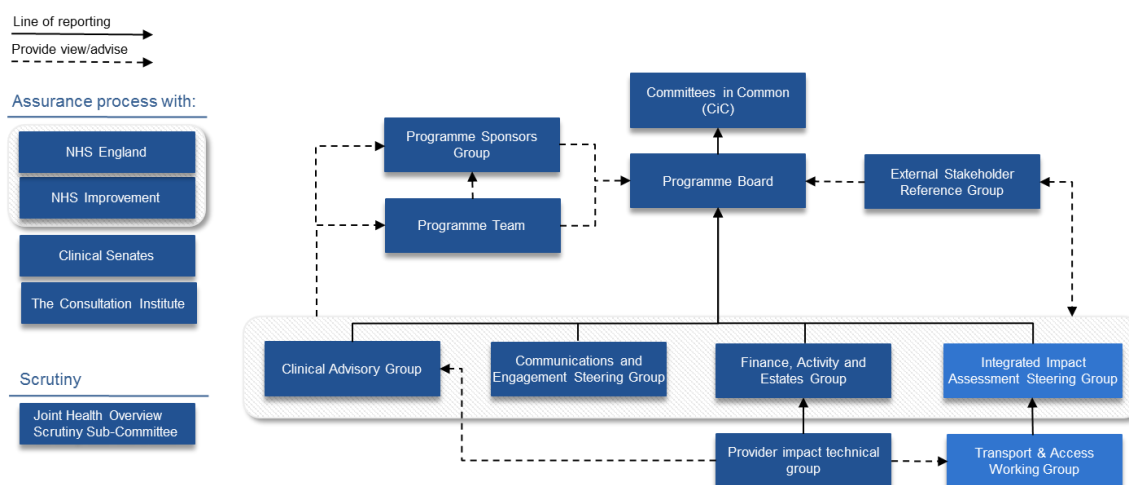 Line of reporting
Provide view/advise
Assurance process with:
NHS England
NHS Improvement
Clinical Senates
The Consultation Institute
Scrutiny
Joint Health Overview
Scrutiny Sub-Committee
Committees in Common
(CiC)
Programme Sponsors
Group
Programme Board
External Stakeholder
Reference Group
Programme Team
Clinical Advisory Group
Communications and
Engagement Steering Group
Finance, Activity and
Estates Group
Integrated Impact
Assessment Steering Group
Provider impact technical
group
Transport & Access
Working Group